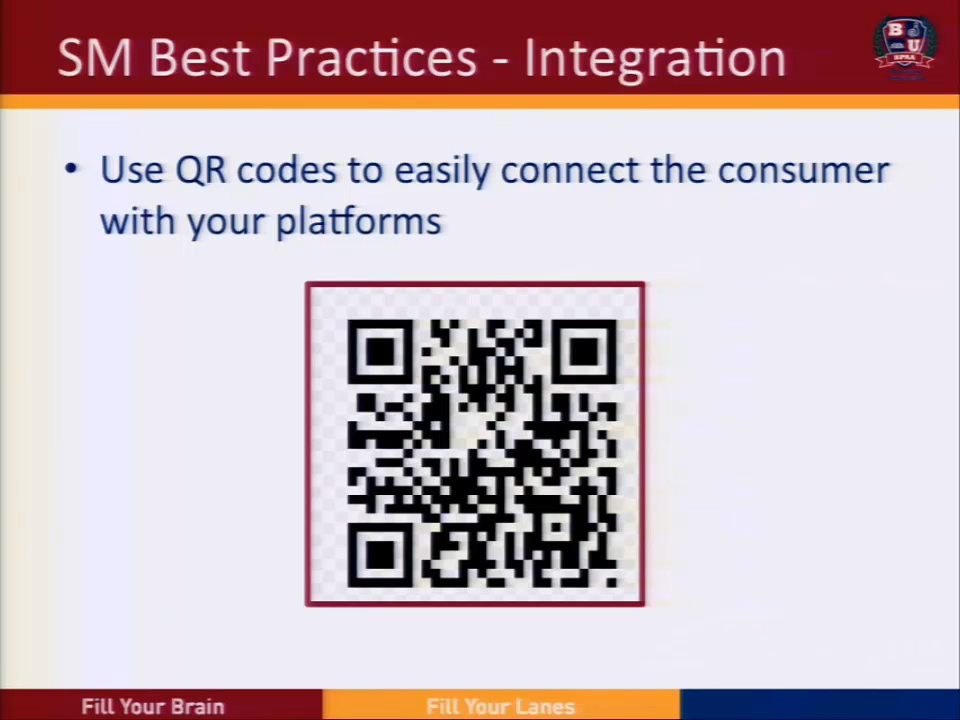 SM Best Practices - Integration
B U
BPAA
• Use QR codes to easily connect the consumer
with your platforms
Fill Your Brain
Fill Your Lanes